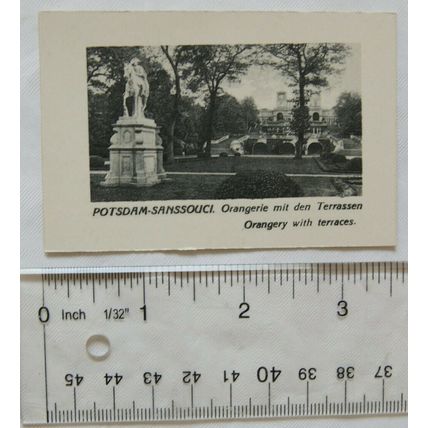 POTSDAM-SANSSOUCI. Orangerie mit den Terrassen
Orangery with terraces.
0 Inch 1/32" 1 2 3
45 44 43 42 41 40 39 38 37